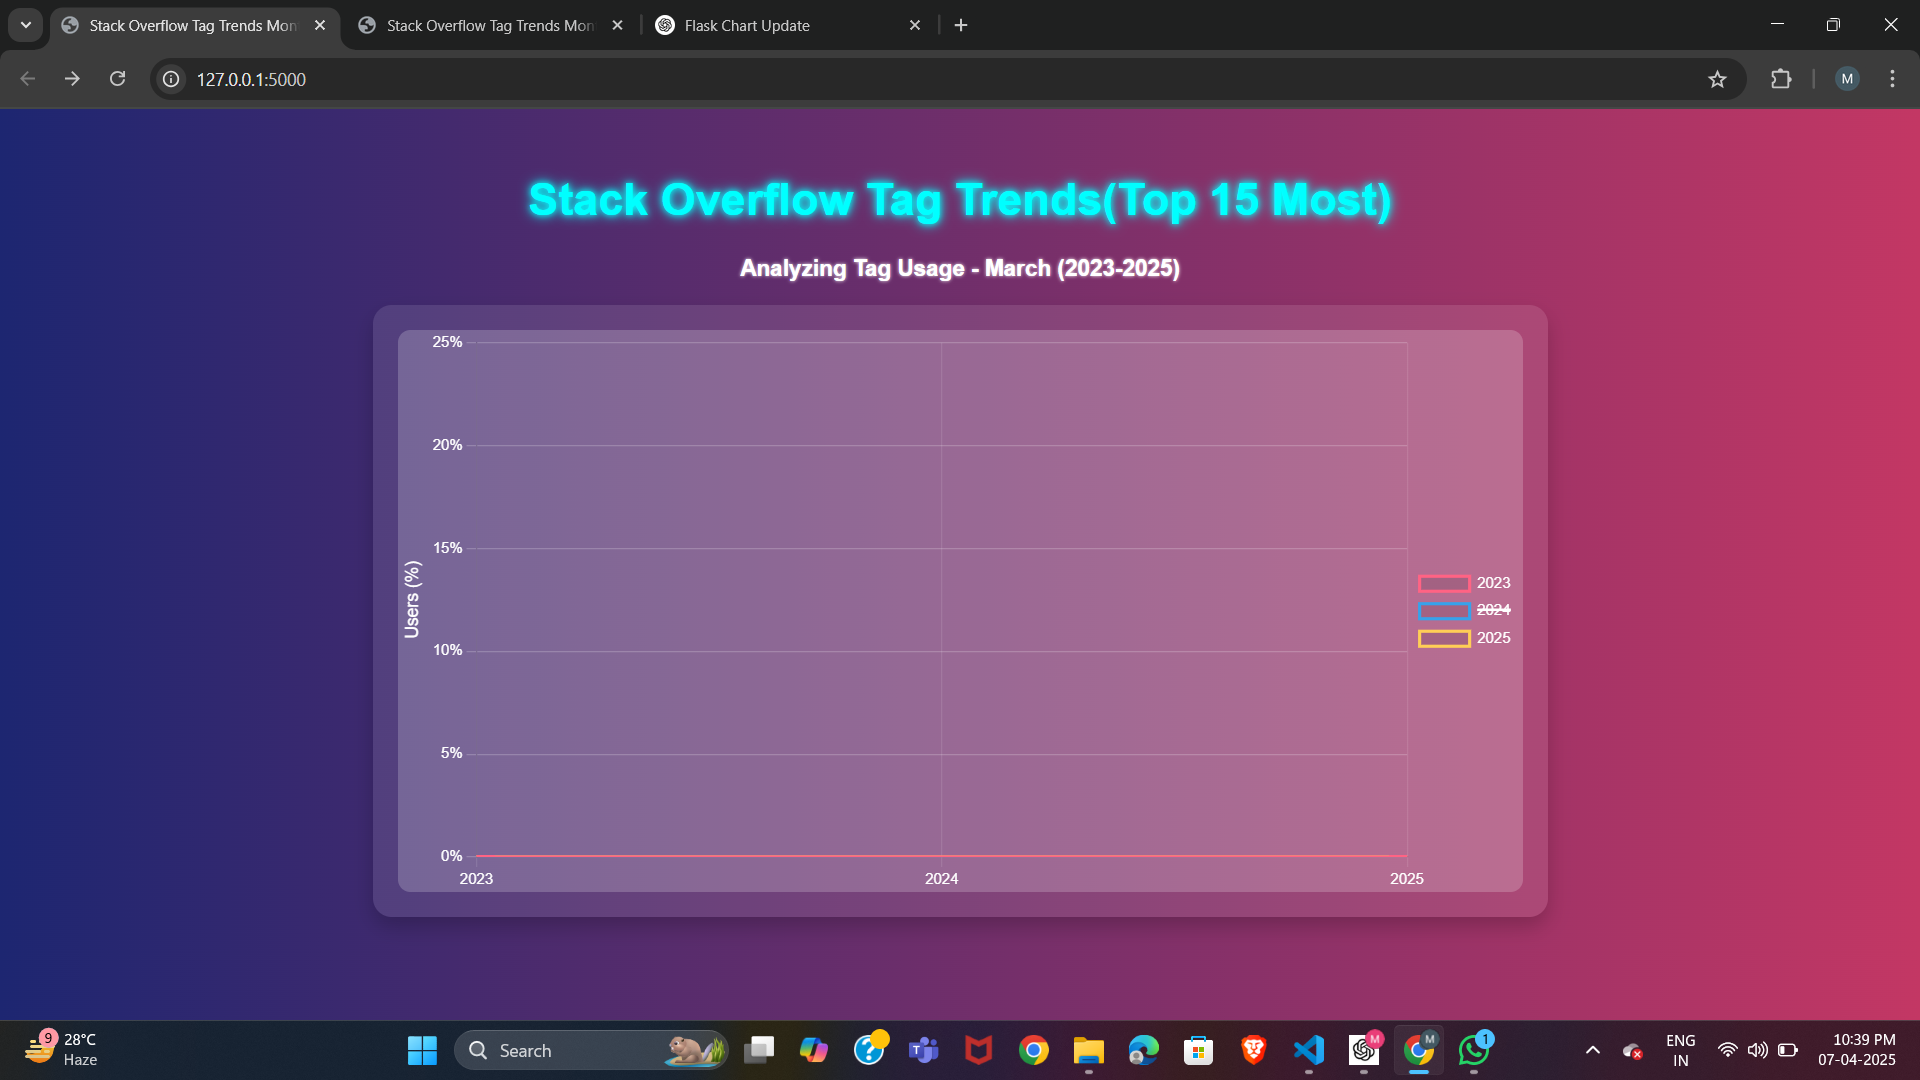 Stack Overflow Tag Trends Mon
Stack Overflow Tag Trends Mon
Flask Chart Update
127.0.0.1:5000
M
Stack Overflow Tag Trends(Top 15 Most)
Analyzing Tag Usage - March (2023-2025)
25%
20%
15%
10%
5%
0%
Users (%)
2023
2024
2025
2023
2024
2025
9
28°C
Haze
Search
T
M
M
1
ENG
IN
10:39 PM
07-04-2025